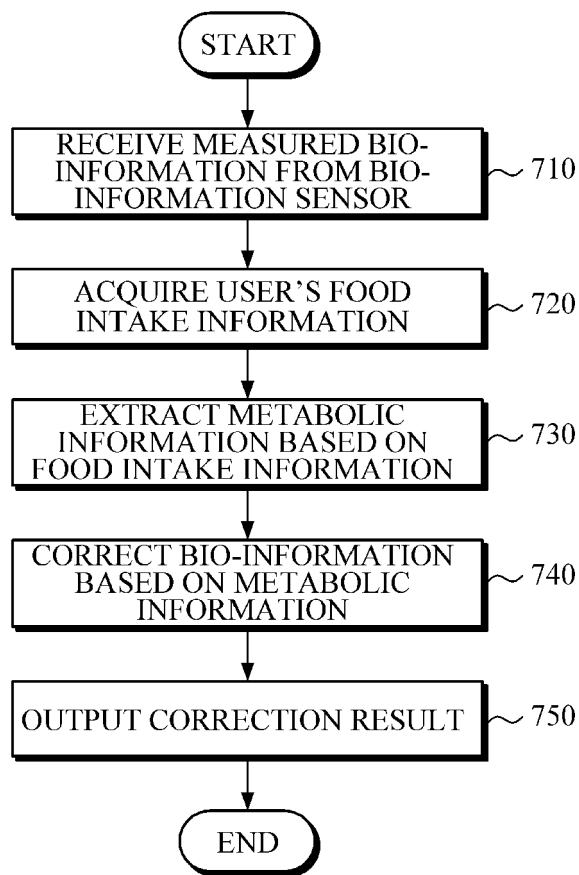 START
RECEIVE MEASURED BIO-
INFORMATION FROM BIO-
INFORMATION SENSOR
710
ACQUIRE USER'S FOOD
INTAKE INFORMATION
720
EXTRACT METABOLIC
INFORMATION BASED ON
FOOD INTAKE INFORMATION
730
CORRECT BIO-INFORMATION
BASED ON METABOLIC
INFORMATION
740
OUTPUT CORRECTION RESULT
750
END